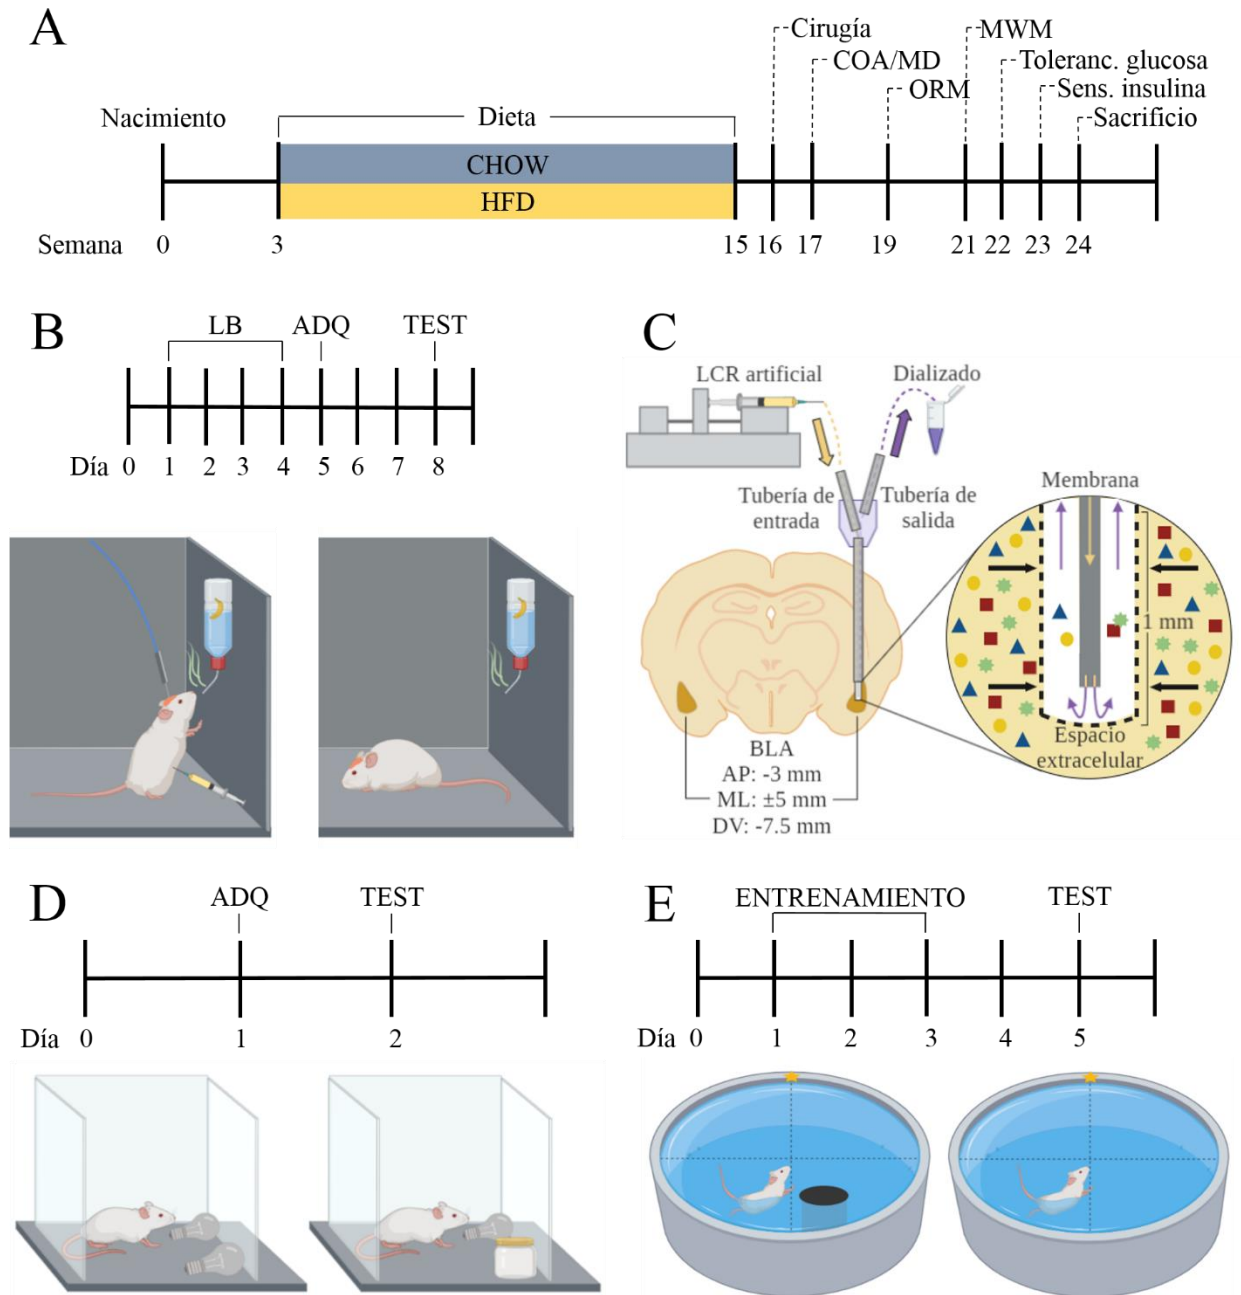 A
Cirugía
MWM
COA/MD
Toleranc. glucosa
ORM
Sens. insulina
Nacimiento
Dieta
Sacrificio
CHOW
HFD
Semana 0 3 15 16 17 19 21 22 23 24
B
LB ADQ TEST
Día 0 1 2 3 4 5 6 7 8
C
LCR artificial
Dializado
Tubería de
entrada
Tubería de
salida
Membrana
1 mm
Espacio
extracelular
BLA
AP: -3 mm
ML: ±5 mm
DV: -7.5 mm
D
ADQ TEST
Día 0 1 2
E
ENTRENAMIENTO TEST
Día 0 1 2 3 4 5